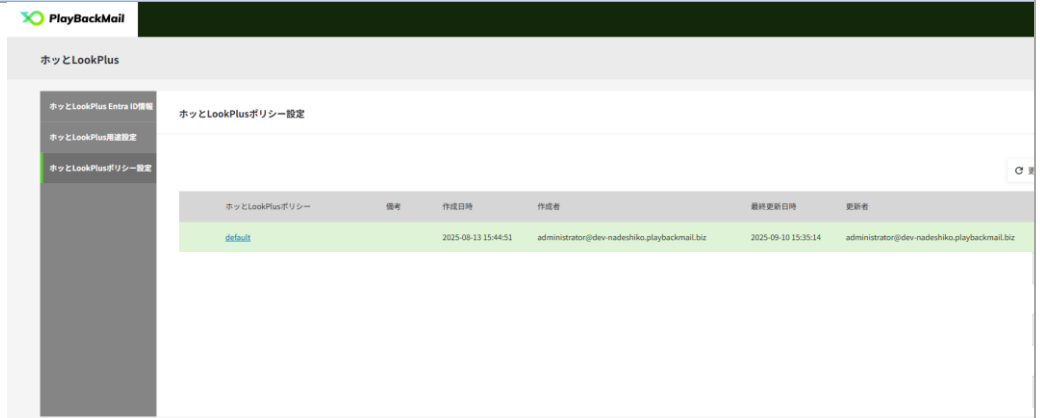 PlayBackMail
ホッとLookPlus
ホッとLookPlus Entra ID情報
ホッとLookPlus用途設定
ホッとLookPlusポリシー設定
ホッとLookPlusポリシー設定
ホッとLookPlusポリシー 備考 作成日時 作成者 最終更新日時 更新者
default 2025-08-13 15:44:51 administrator@dev-nadeshiko.playbackmail.biz 2025-09-10 15:35:14 administrator@dev-nadeshiko.playbackmail.biz